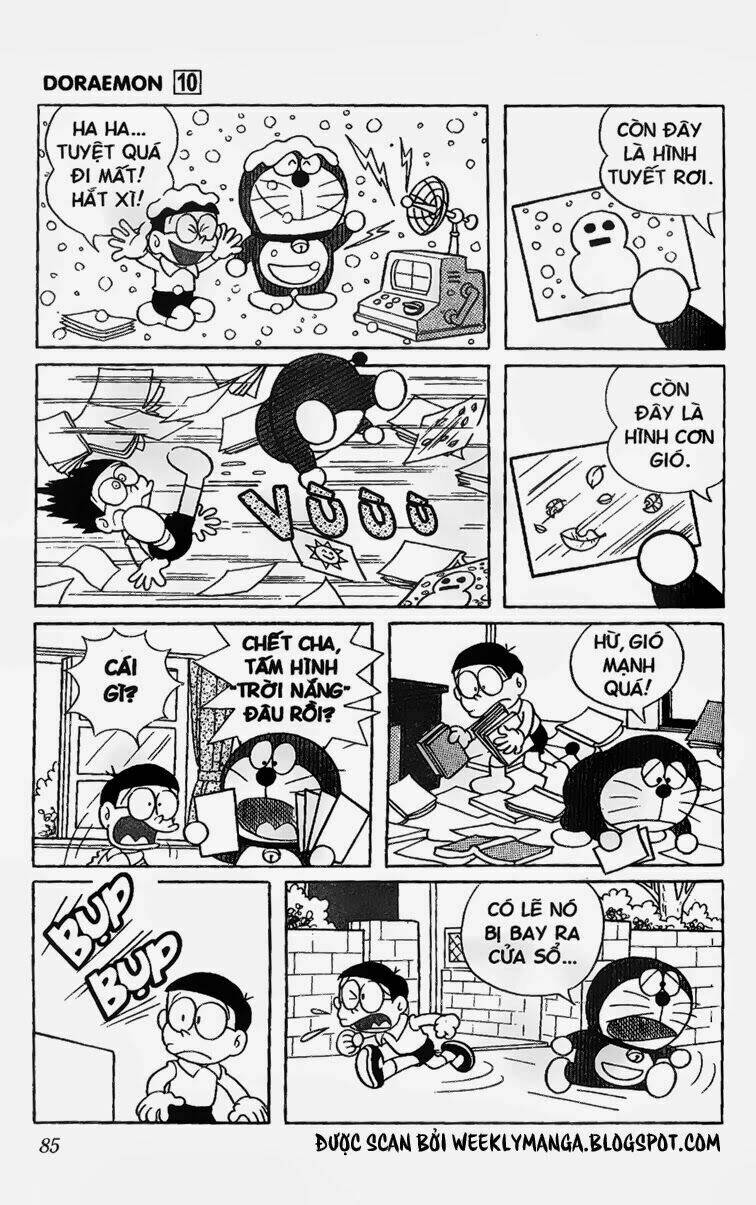 DORAEMON 10
CÒN ĐÂY
LÀ HÌNH
TUYẾT RƠI.
HA HA...
TUYỆT QUÁ
ĐI MẤT!
HẮT XÌ!
CÒN
ĐÂY LÀ
HÌNH CƠN
GIÓ.
VÙÙÙ
HỪ, GIÓ
MẠNH
QUÁ!
CHẾT CHA,
TẤM HÌNH
"TRỜI NẮNG"
ĐÂU RỒI?
CÁI
GÌ?
CÓ LẼ NÓ
BỊ BAY RA
CỬA SỔ...
BỤP
BỤP
85
ĐƯỢC SCAN BỞI WEEKLYMANGA.BLOGSPOT.COM